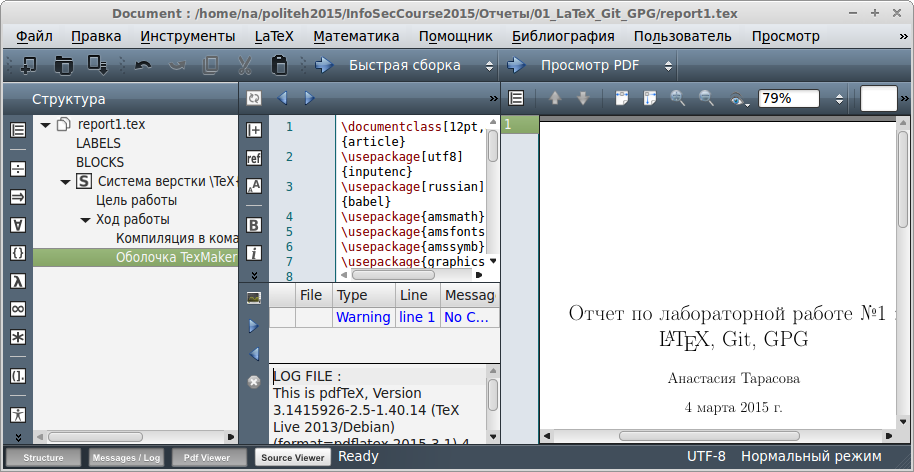 Document : /home/na/politeh2015/InfoSecCourse2015/Отчеты/01_LaTeX_Git_GPG/report1.tex
Файл Правка Инструменты LaTeX Математика Помощник Библиография Пользователь Просмотр »
Быстрая сборка Просмотр PDF
Структура
» 79% »
report1.tex
LABELS
BLOCKS
Система верстки \TeX
Цель работы
Ход работы
Компиляция в кома
Оболочка TexMaker
ref
AA
B
i
1 \documentclass[12pt,
{article}
2 \usepackage[utf8]
{inputenc}
3 \usepackage[russian]
{babel}
4 \usepackage{amsmath}
5 \usepackage{amsfonts
6 \usepackage{amssymb}
7 \usepackage{graphics
8
File Type Line Messag
Warning line 1 No C...
LOG FILE :
This is pdfTeX, Version
3.1415926-2.5-1.40.14 (TeX
Live 2013/Debian)
(format=pdflatex 2015.3.1) 4
1
Отчет по лабораторной работе №1
LATEX, Git, GPG
Анастасия Тарасова
4 марта 2015 г.
Structure Messages / Log Pdf Viewer Source Viewer Ready UTF-8 Нормальный режим